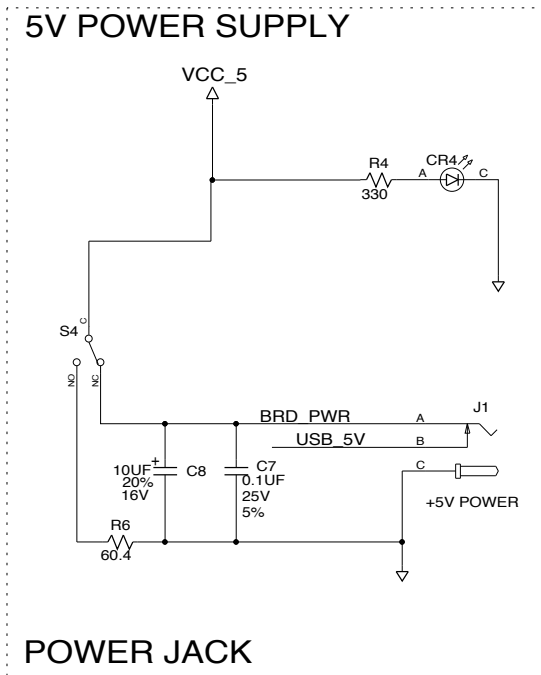 5V POWER SUPPLY
VCC_5
R4
330
A
CR4
C
S4
C
NO
NC
BRD_PWR
A
J1
USB_5V
B
10UF
20%
16V
+
C8
C7
0.1UF
25V
5%
C
+5V POWER
R6
60.4
POWER JACK